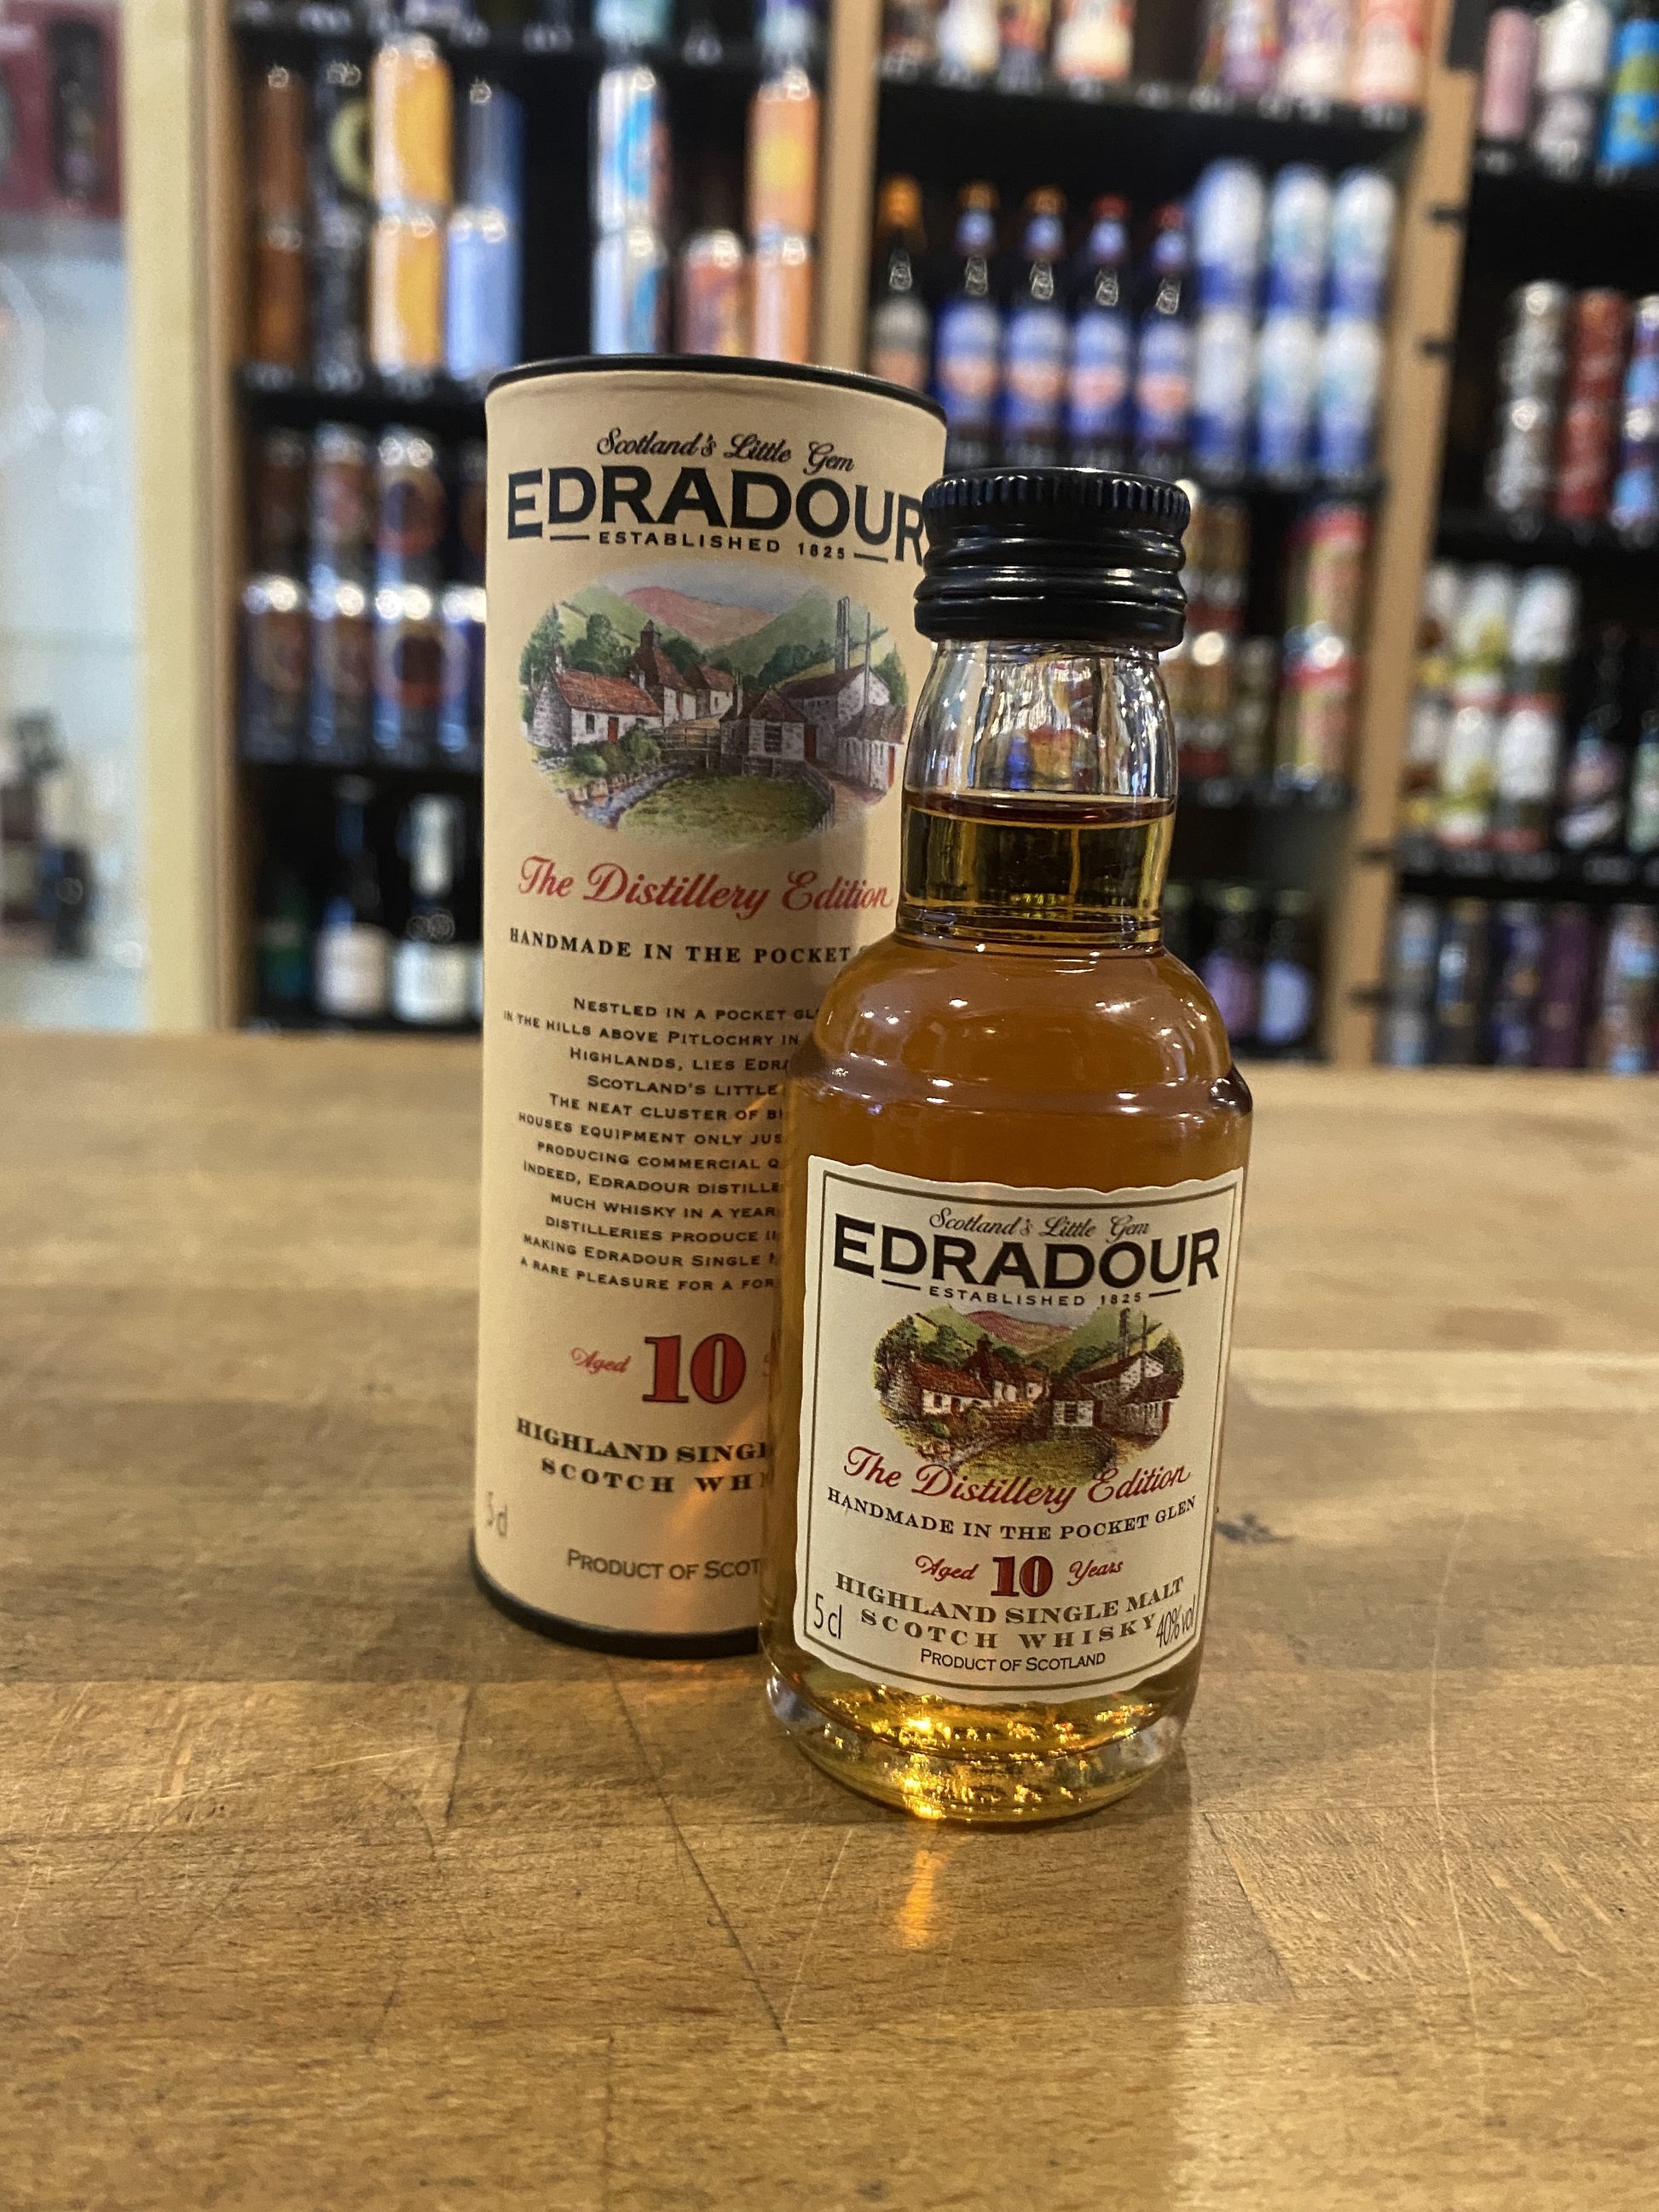 Scotland's Little Gem
EDRADOUR
ESTABLISHED 1825
The Distillery Edition
HANDMADE IN THE POCKET
NESTLED IN A POCKET
IN THE HILLS ABOVE PITLOCHRY IN
HIGHLANDS, LIES
SCOTLAND'S LITTLE
THE NEAT CLUSTER OF
HOUSES EQUIPMENT ONLY
PRODUCING COMMERCIAL
INDEED, EDRADOUR
MUCH WHISKY IN A YEAR
DISTILLERIES PRODUCE
MAKING EDRADOUR SINGLE
A RARE PLEASURE FOR A
Aged 10
HIGHLAND
SCOTCH
5cl
PRODUCT OF
Scotland's Little Gem
EDRADOUR
ESTABLISHED 1825
The Distillery Edition
HANDMADE IN THE POCKET GLEN
Aged 10 Years
HIGHLAND SINGLE MALT
5cl SCOTCH WHISKY 40%vol
PRODUCT OF SCOTLAND